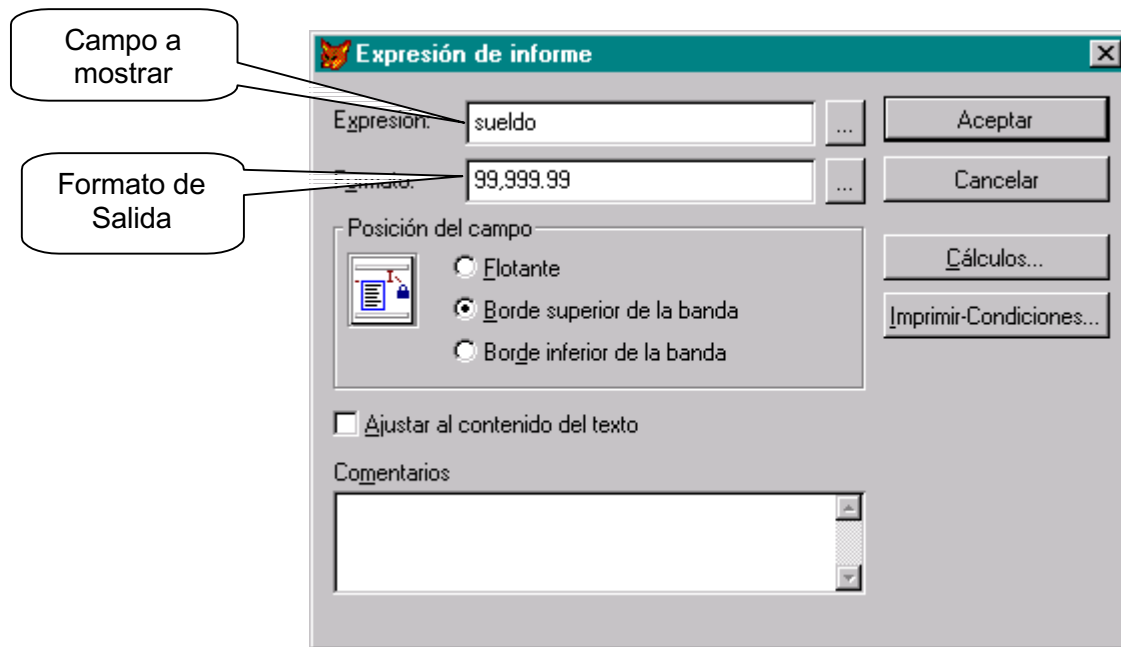 Campo a
mostrar
Expresión de informe
Expresión:
sueldo
...
Aceptar
Formato de
Salida
Formato:
99,999.99
...
Cancelar
Posición del campo
Flotante
Borde superior de la banda
Borde inferior de la banda
Cálculos...
Imprimir-Condiciones...
Ajustar al contenido del texto
Comentarios